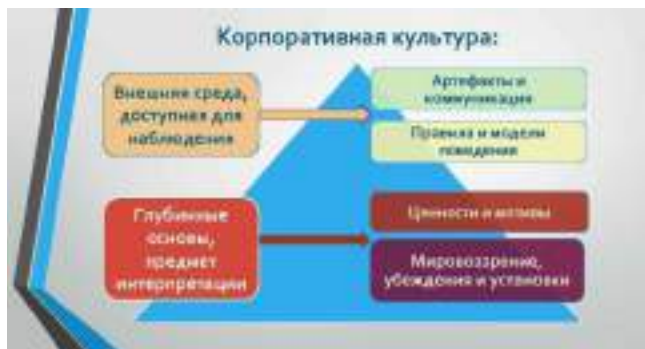 Корпоративная культура:
Внешняя среда,
доступная для
наблюдения
Артефакты и
коммуникация
Правила и модели
поведения
Глубинные
основы,
предмет
интерпретации
Ценности и мотивы
Мировоззрение,
убеждения и установки